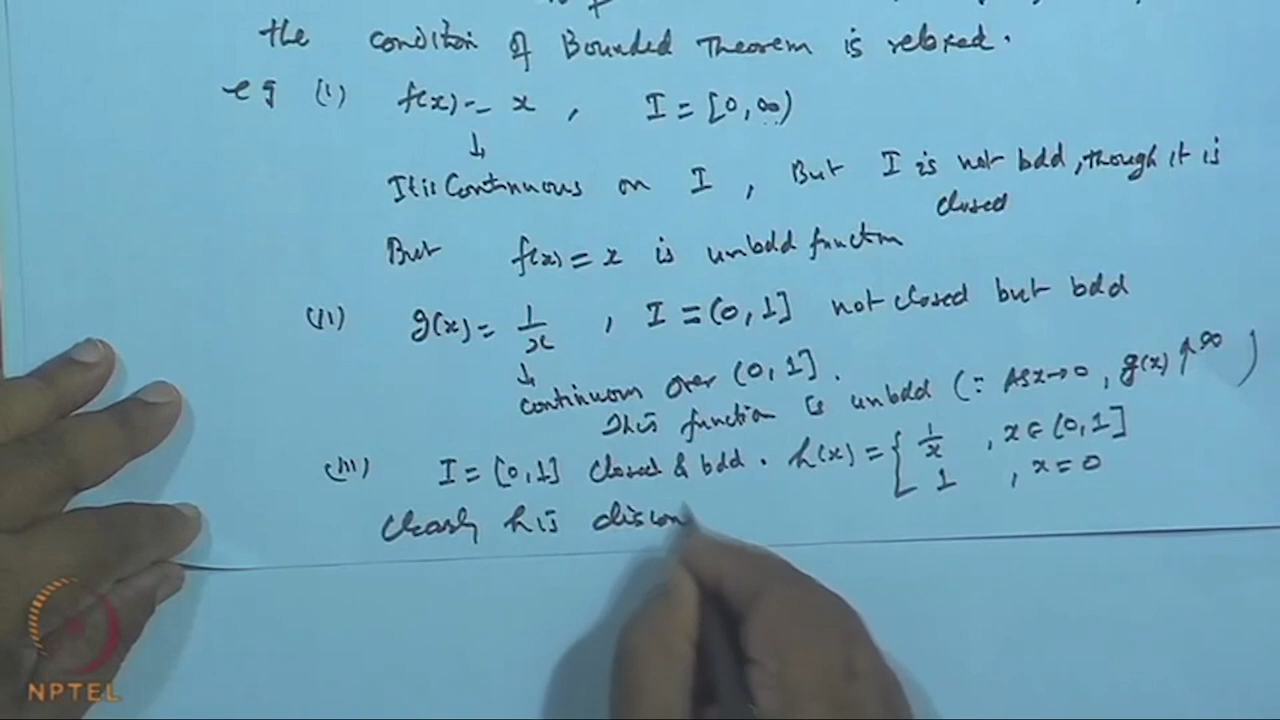 the condition of Bounded Theorem is relaxed.
eg (i) f(x) = x , I = [0, ∞)
↓
It is Continuous on I , But I is not bdd, though it is
closed
But f(x) = x is unbdd function
(ii) g(x) = 1/x , I = (0, 1] not closed but bdd
↓
continuous over (0, 1].
This function is unbdd (∵ As x→0, g(x) ↑ ∞ )
(iii) I = [0, 1] closed & bdd. h(x) = { 1/x , x ∈ (0, 1]
1 , x = 0
Clearly h is discon
NPTEL